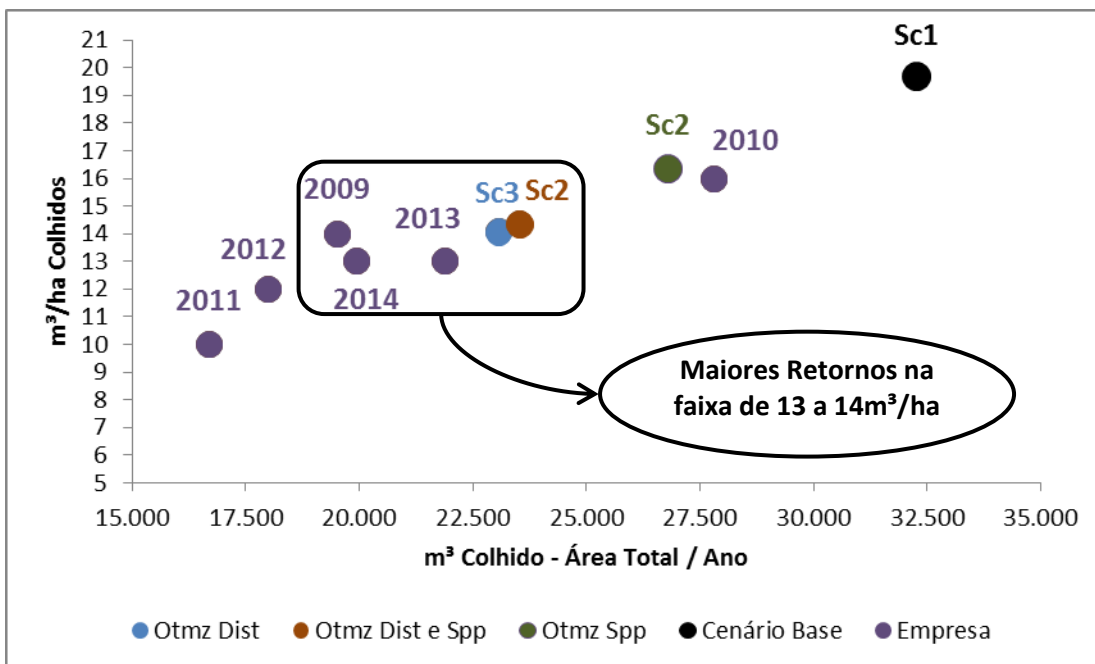 m³/ha Colhidos
21
20
19
18
17
16
15
14
13
12
11
10
9
8
7
6
5
Sc1
Sc2
2010
2009
2013
Sc3
Sc2
2012
2011
2014
Maiores Retornos na
faixa de 13 a 14m³/ha
15.000 17.500 20.000 22.500 25.000 27.500 30.000 32.500 35.000
m³ Colhido - Área Total / Ano
Otmz Dist Otmz Dist e Spp Otmz Spp Cenário Base Empresa